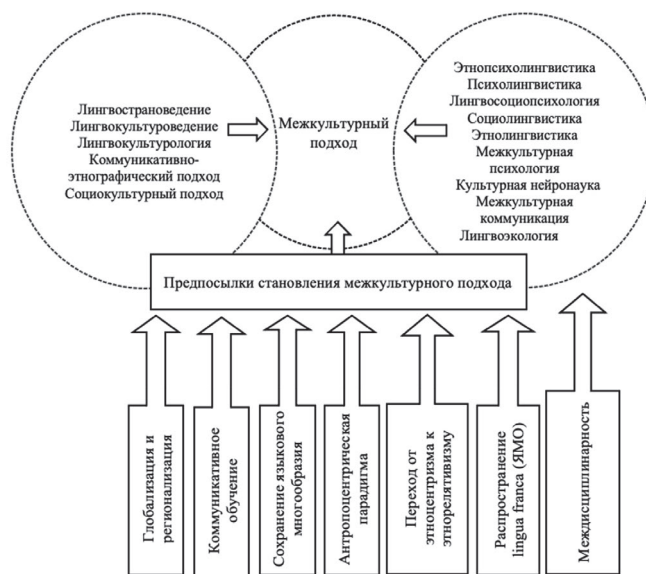 Лингвострановедение
Лингвокультуроведение
Лингвокультурология
Коммуникативно-
этнографический подход
Социокультурный подход
Межкультурный
подход
Этнопсихолингвистика
Психолингвистика
Лингвосоциопсихология
Социолингвистика
Этнолингвистика
Межкультурная
психология
Культурная нейронаука
Межкультурная
коммуникация
Лингвоэкология
Предпосылки становления межкультурного подхода
Глобализация и
регионализация
Коммуникативное
обучение
Сохранение языкового
многообразия
Антропоцентрическая
парадигма
Переход от
этноцентризма к
этнорелятивизму
Распространение
lingua franca (ЯМО)
Междисциплинарность